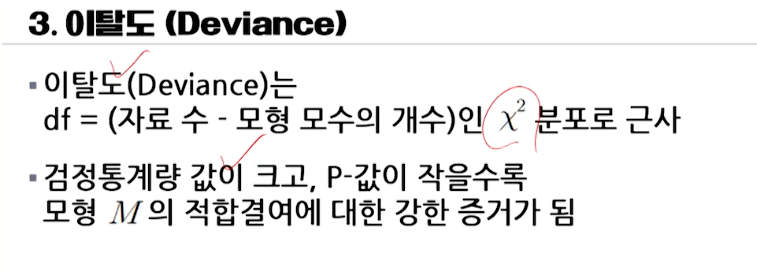 3. 이탈도 (Deviance)
▪ 이탈도(Deviance)는
df = (자료 수 - 모형 모수의 개수)인 χ² 분포로 근사
▪ 검정통계량 값이 크고, P-값이 작을수록
모형 M 의 적합결여에 대한 강한 증거가 됨